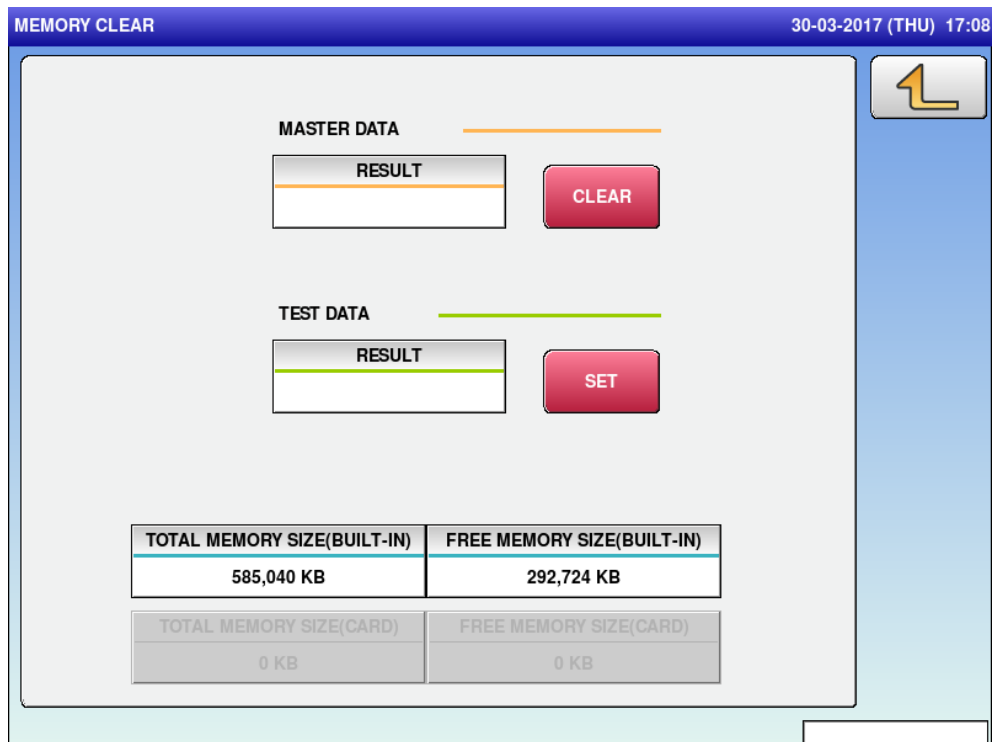 MEMORY CLEAR 30-03-2017 (THU) 17:08
MASTER DATA
RESULT
CLEAR
TEST DATA
RESULT
SET
TOTAL MEMORY SIZE(BUILT-IN) FREE MEMORY SIZE(BUILT-IN)
585,040 KB 292,724 KB
TOTAL MEMORY SIZE(CARD) FREE MEMORY SIZE(CARD)
0 KB 0 KB